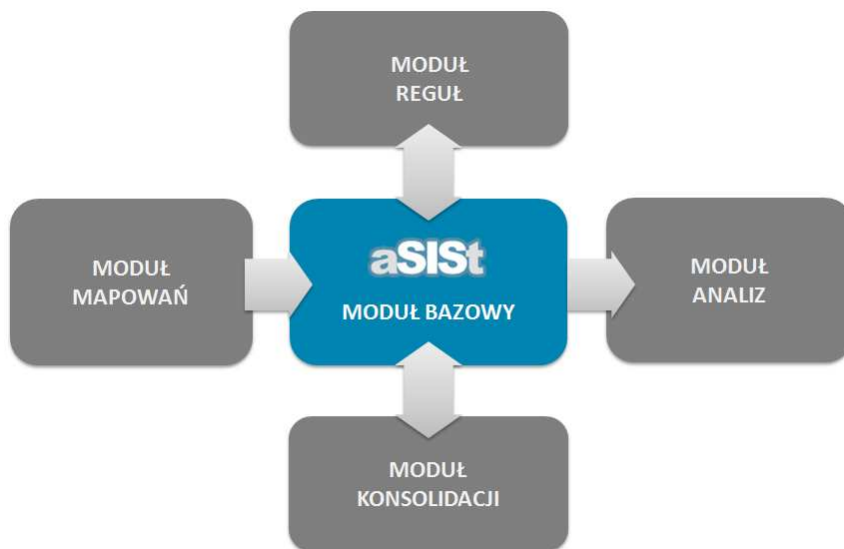 MODUŁ
REGUŁ
MODUŁ
MAPOWAŃ
aSISt
MODUŁ BAZOWY
MODUŁ
ANALIZ
MODUŁ
KONSOLIDACJI